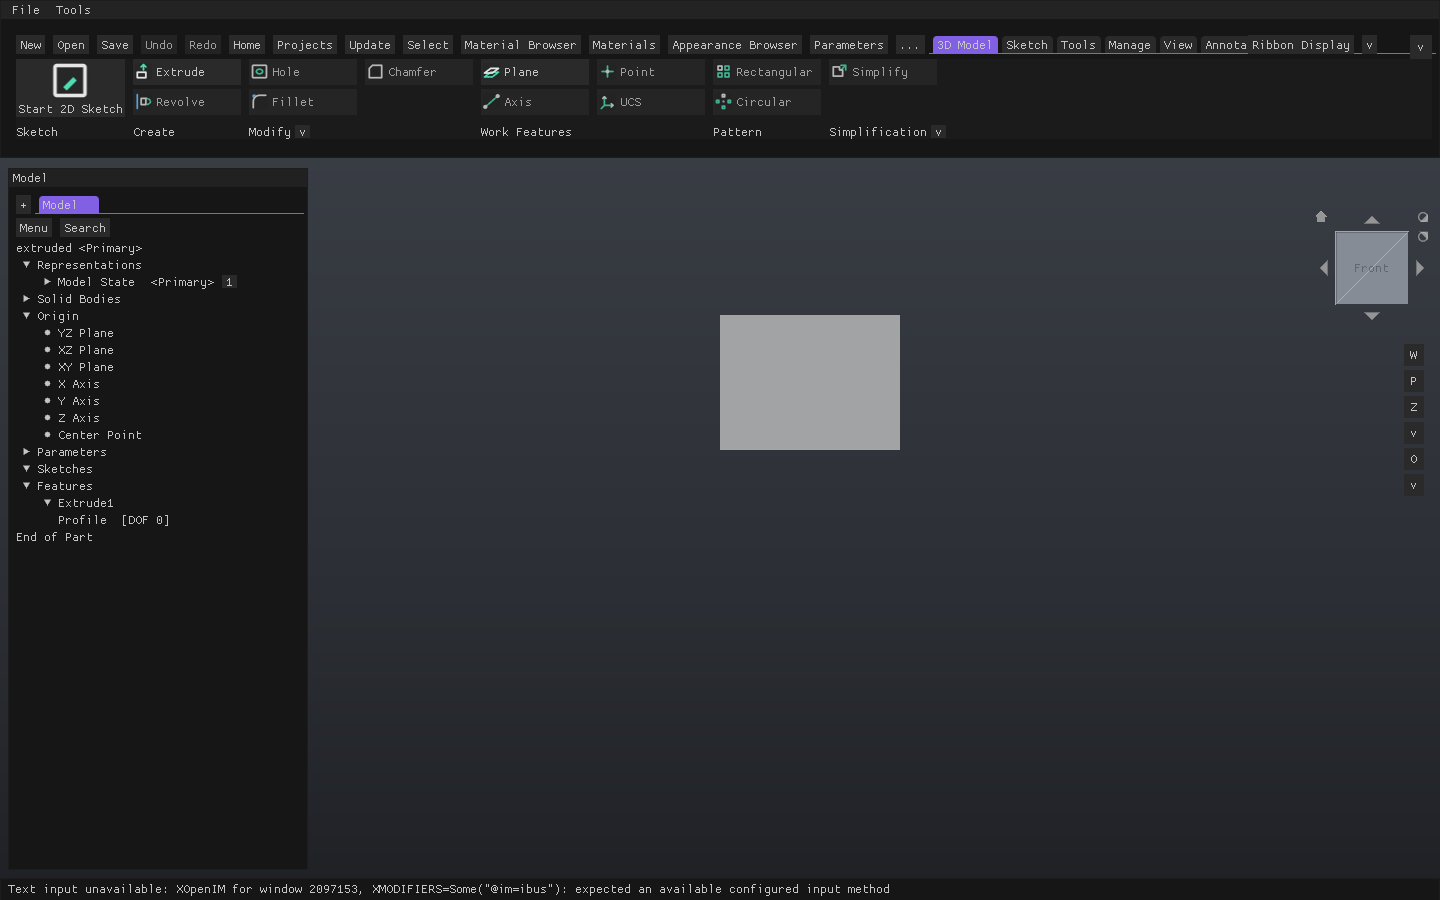 File Tools
New Open Save Undo Redo Home Projects Update Select Material Browser Materials Appearance Browser Parameters ... 3D Model Sketch Tools Manage View Annota Ribbon Display v v
Start 2D Sketch
Extrude Hole Chamfer Plane Point Rectangular Simplify
Revolve Fillet Axis UCS Circular
Sketch Create Modify v Work Features Pattern Simplification v
Model
+ Model
Menu Search
extruded <Primary>
Representations
Model State <Primary> 1
Solid Bodies
Origin
YZ Plane
XZ Plane
XY Plane
X Axis
Y Axis
Z Axis
Center Point
Parameters
Sketches
Features
Extrude1
Profile [DOF 0]
End of Part
Front
W
P
Z
v
O
v
Text input unavailable: XOpenIM for window 2097153, XMODIFIERS=Some("@im=ibus"): expected an available configured input method